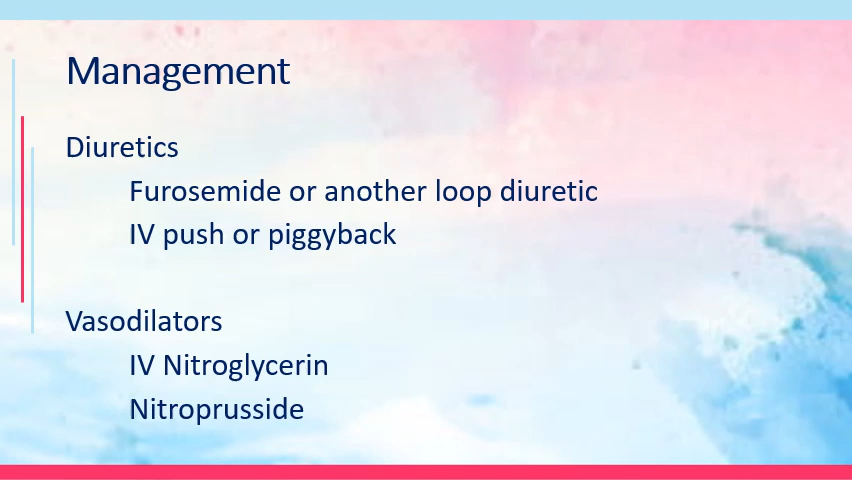 Management
Diuretics
Furosemide or another loop diuretic
IV push or piggyback
Vasodilators
IV Nitroglycerin
Nitroprusside